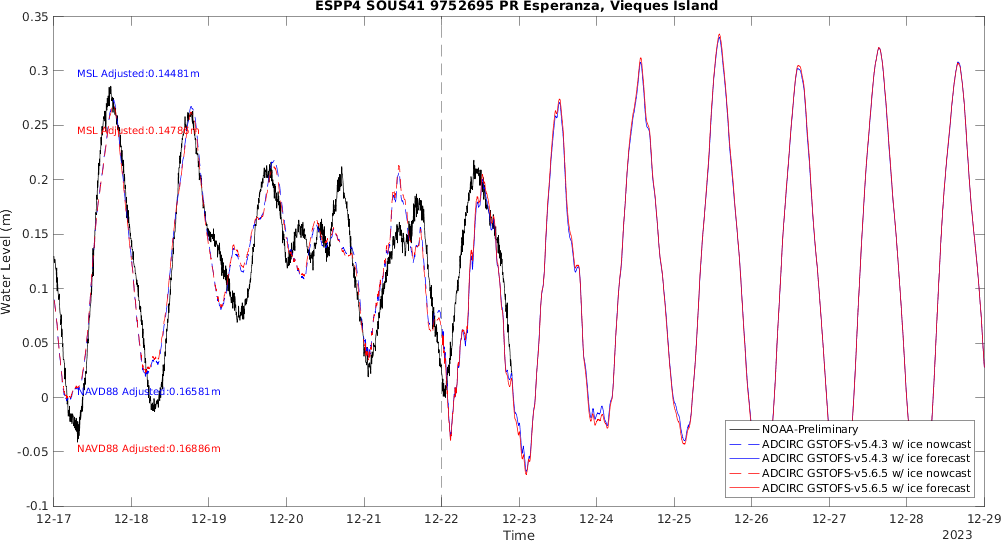 ESPP4 SOUS41 9752695 PR Esperanza, Vieques Island
0.35
0.3
0.25
0.2
0.15
0.1
0.05
0
-0.05
-0.1
Water Level (m)
MSL Adjusted:0.14481m
MSL Adjusted:0.14785m
NAVD88 Adjusted:0.16581m
NAVD88 Adjusted:0.16886m
NOAA-Preliminary
ADCIRC GSTOFS-v5.4.3 w/ ice nowcast
ADCIRC GSTOFS-v5.4.3 w/ ice forecast
ADCIRC GSTOFS-v5.6.5 w/ ice nowcast
ADCIRC GSTOFS-v5.6.5 w/ ice forecast
12-17 12-18 12-19 12-20 12-21 12-22 12-23 12-24 12-25 12-26 12-27 12-28 12-29
Time
2023